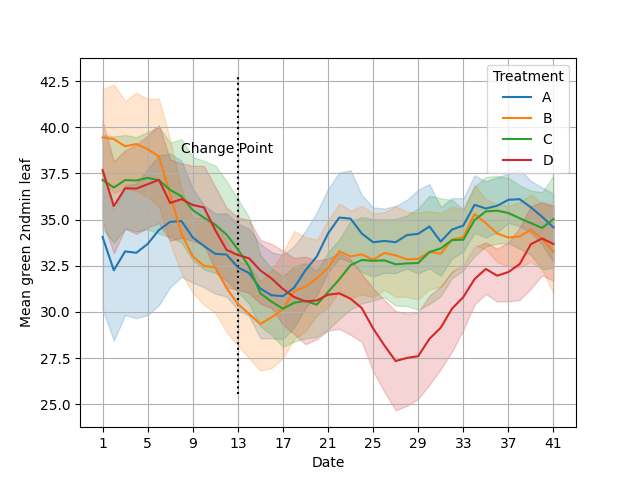 Treatment
A
B
C
D
Change Point
Mean green 2ndmin leaf
42.5
40.0
37.5
35.0
32.5
30.0
27.5
25.0
1 5 9 13 17 21 25 29 33 37 41
Date